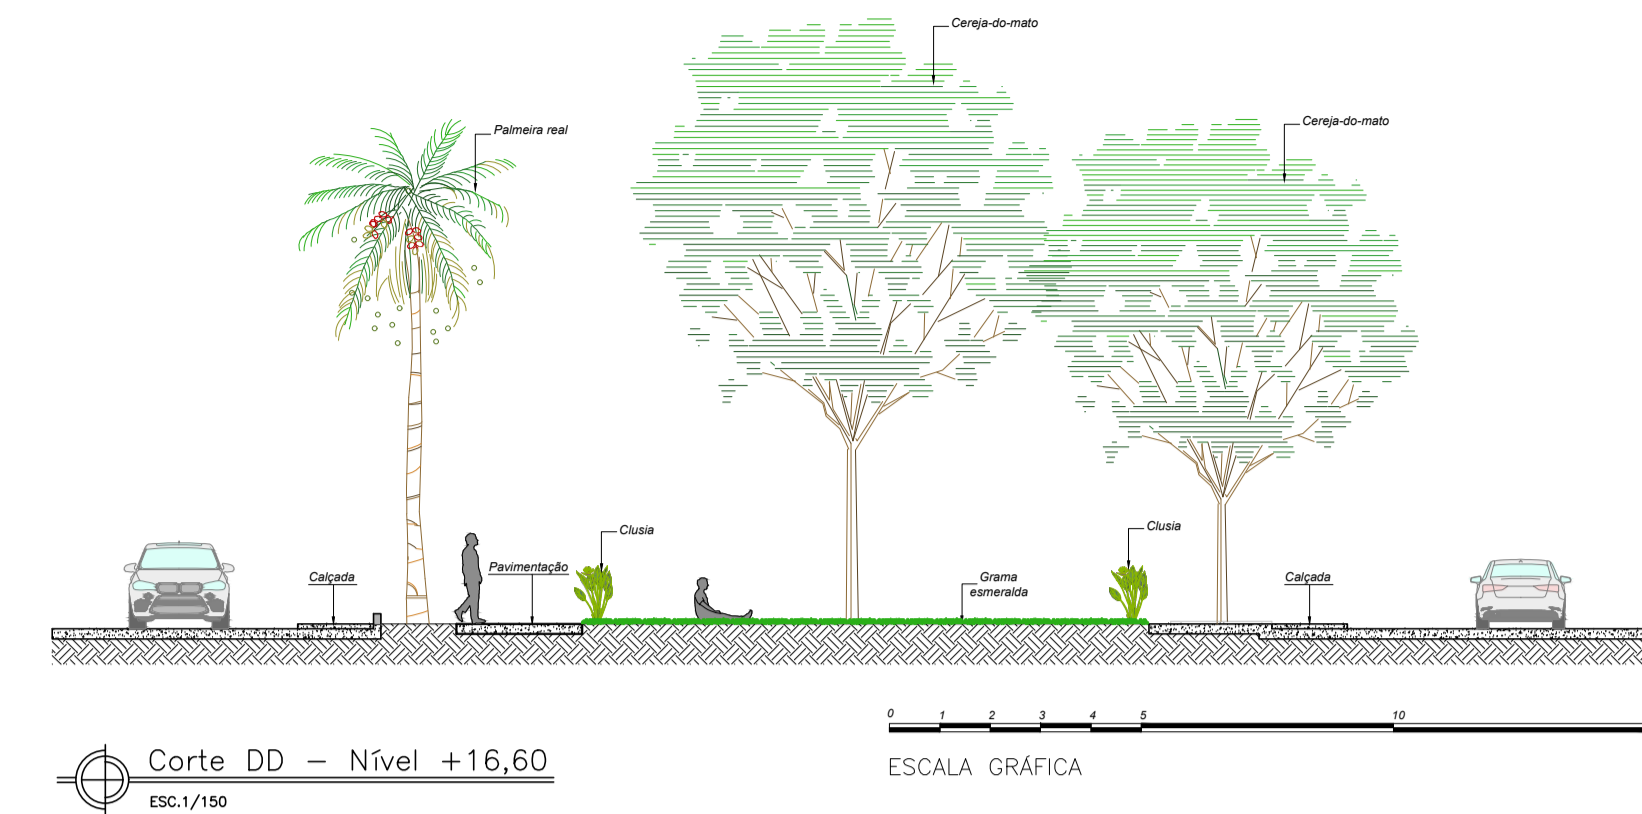 Cereja-do-mato
Cereja-do-mato
Palmeira real
Clusia
Clusia
Pavimentação
Calçada
Grama
esmeralda
Calçada
0 1 2 3 4 5 10
ESCALA GRÁFICA
Corte DD – Nível +16,60
ESC.1/150